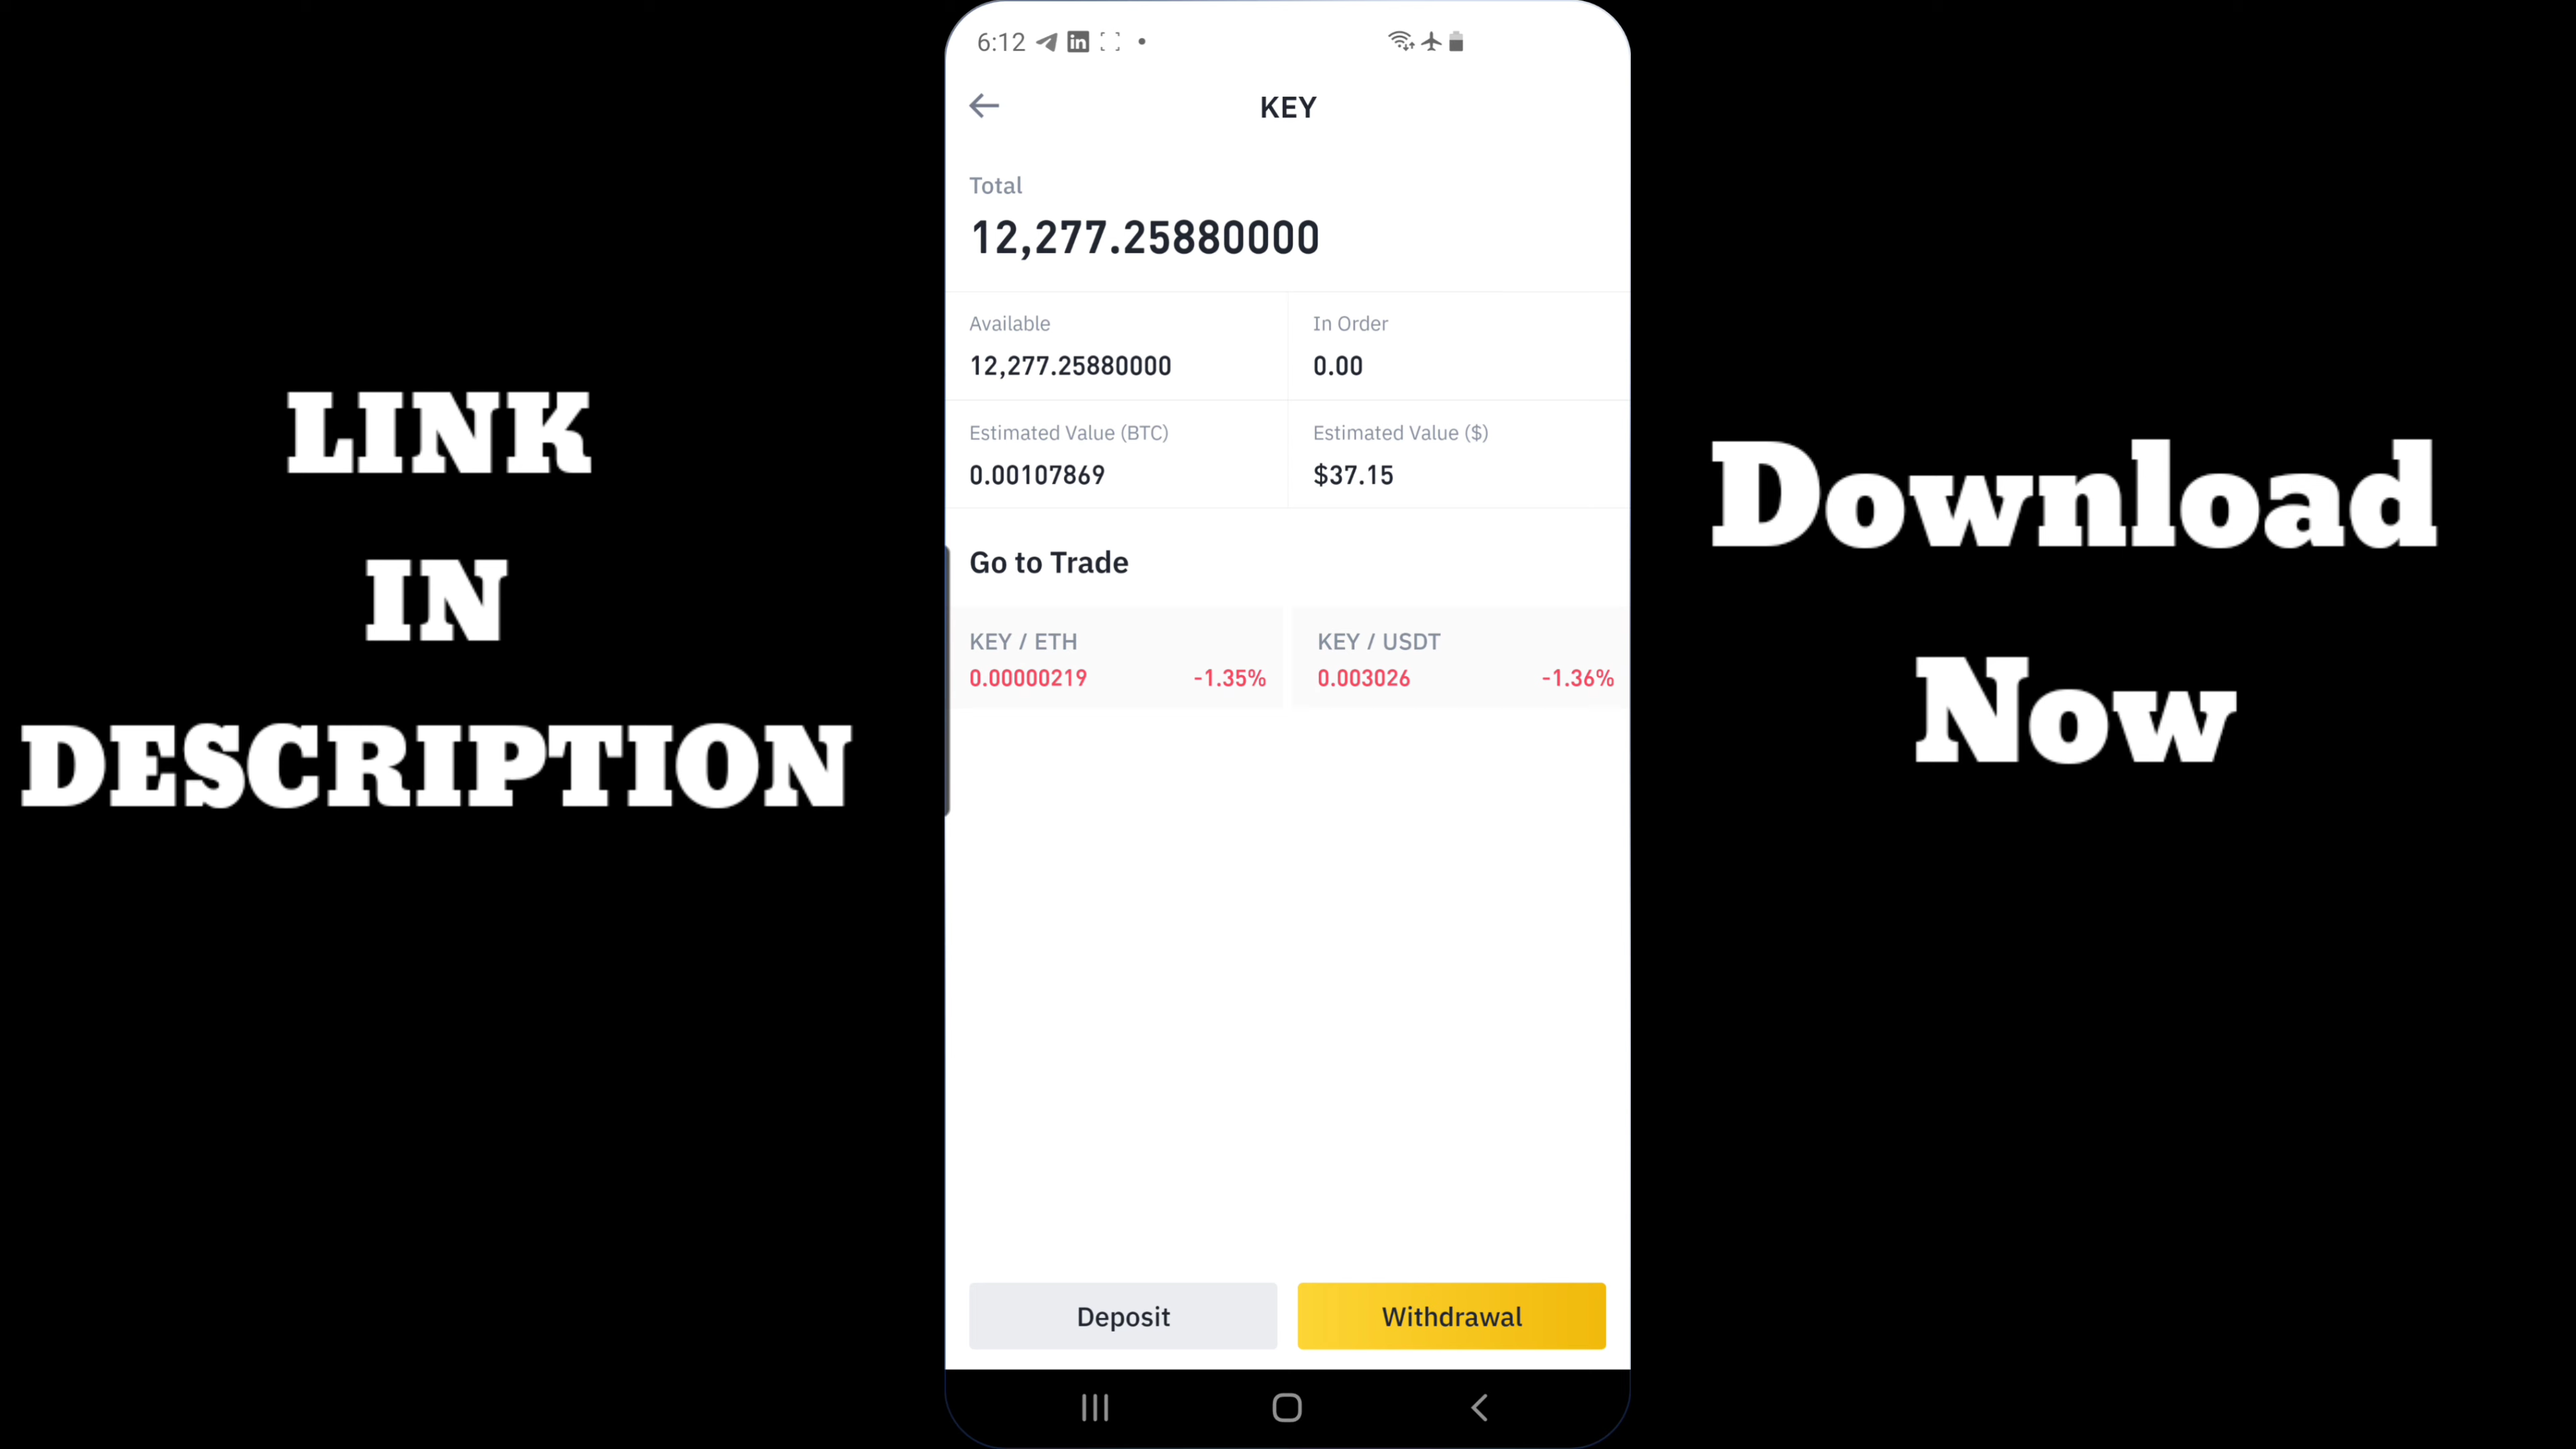 LINK
IN
DESCRIPTION
6:12
KEY
Total
12,277.25880000
Available
12,277.25880000
In Order
0.00
Estimated Value (BTC)
0.00107869
Estimated Value ($)
$37.15
Go to Trade
KEY / ETH
0.00000219 -1.35%
KEY / USDT
0.003026 -1.36%
Deposit
Withdrawal
Download
Now